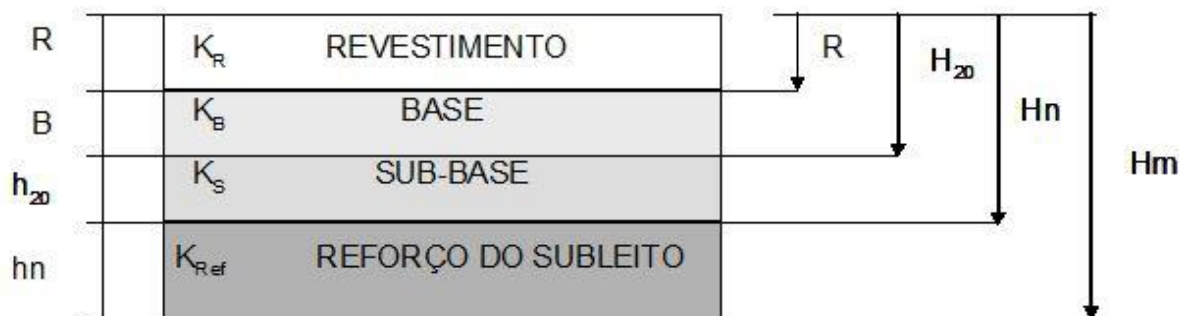 R K_R REVESTIMENTO R H_20
B K_B BASE Hn
h_20 K_S SUB-BASE Hm
hn K_Ref REFORÇO DO SUBLEITO